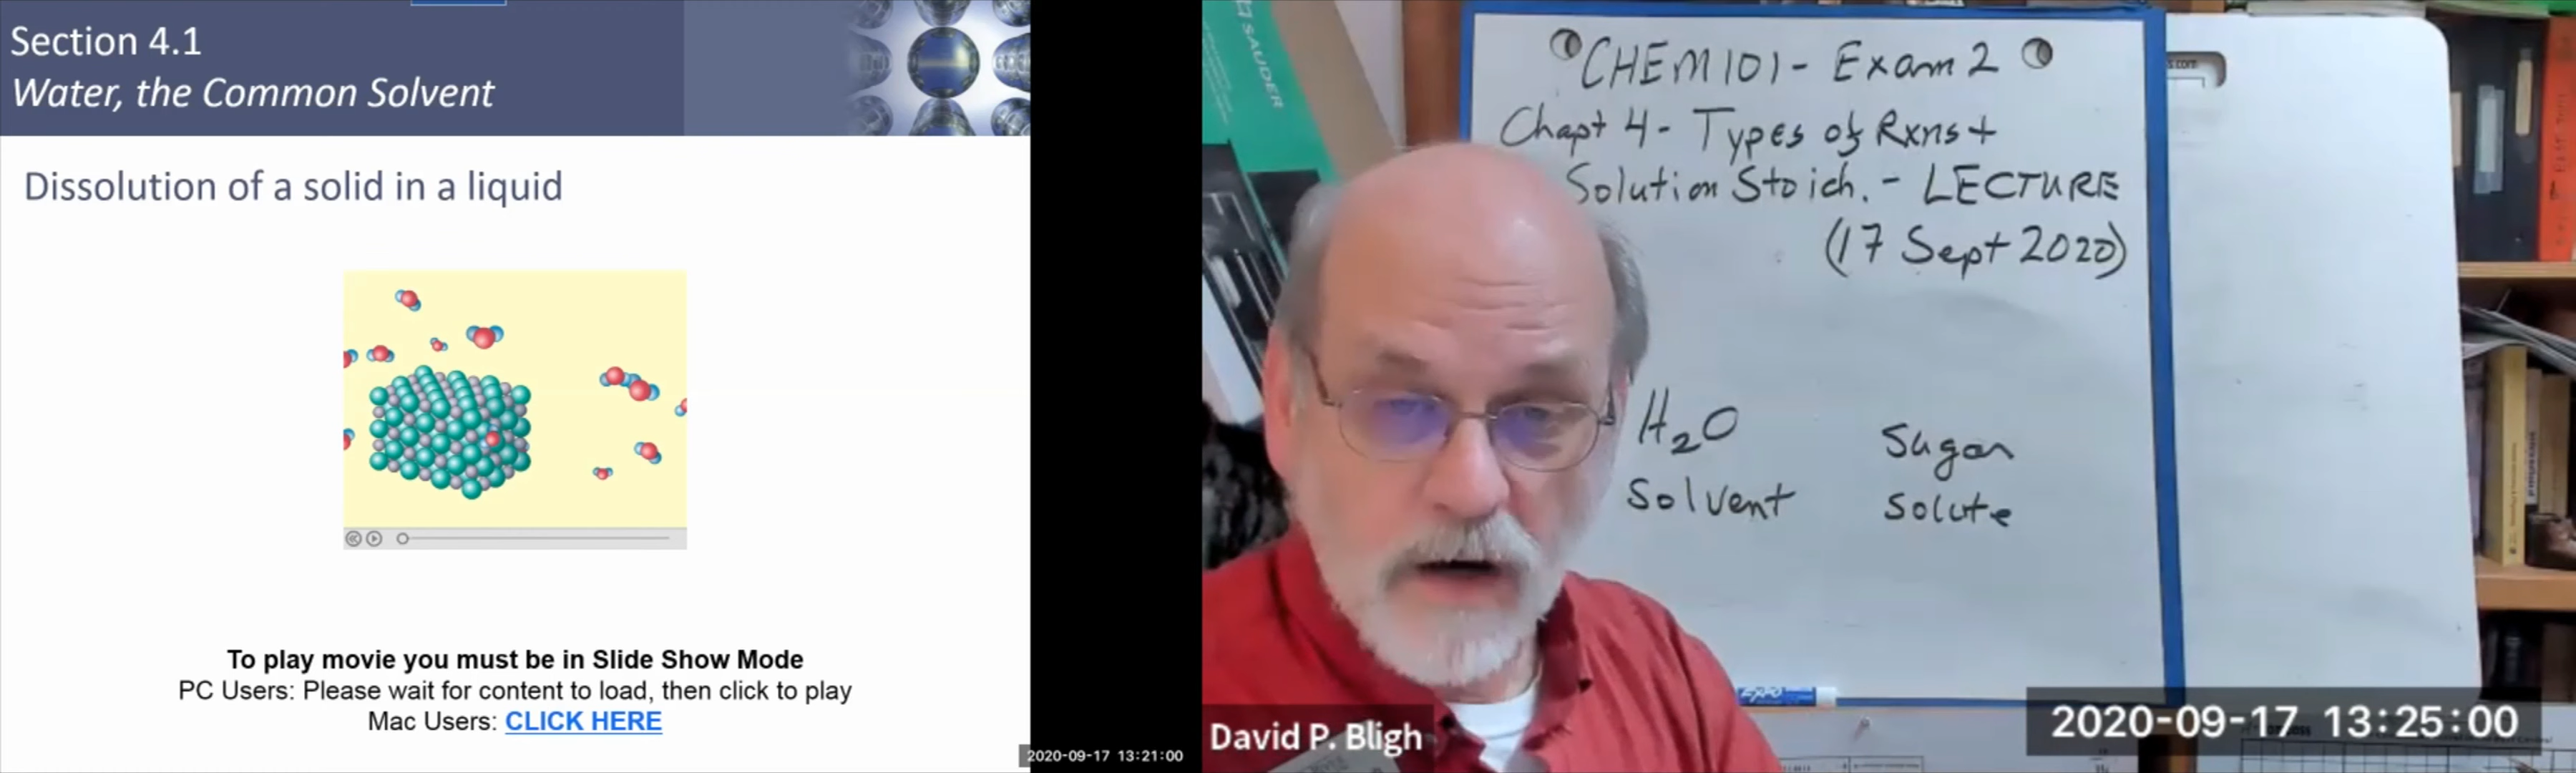 Section 4.1
Water, the Common Solvent
Dissolution of a solid in a liquid
To play movie you must be in Slide Show Mode
PC Users: Please wait for content to load, then click to play
Mac Users: CLICK HERE
2020-09-17 13:21:00
SAUDER
CHEM 101 - Exam 2
Chapt 4 - Types of Rxns +
Solution Stoich. - LECTURE
(17 Sept 2020)
H2O
Solvent
Sugar
Solute
EXPO
David P. Bligh
2020-09-17 13:25:00